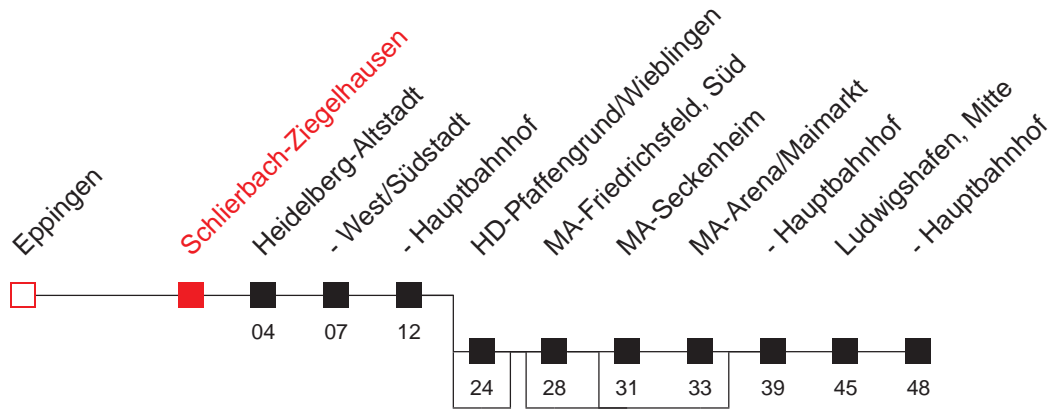 Eppingen
Schlierbach-Ziegelhausen
Heidelberg-Altstadt
- West/Südstadt
- Hauptbahnhof
HD-Pfaffengrund/Wieblingen
MA-Friedrichsfeld, Süd
MA-Seckenheim
MA-Arena/Maimarkt
- Hauptbahnhof
Ludwigshafen, Mitte
- Hauptbahnhof
04
07
12
24
28
31
33
39
45
48